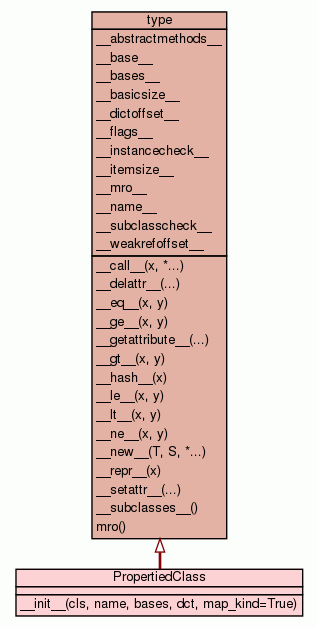 type
__abstractmethods__
__base__
__bases__
__basicsize__
__dictoffset__
__flags__
__instancecheck__
__itemsize__
__mro__
__name__
__subclasscheck__
__weakrefoffset__
__call__(x, *...)
__delattr__(...)
__eq__(x, y)
__ge__(x, y)
__getattribute__(...)
__gt__(x, y)
__hash__(x)
__le__(x, y)
__lt__(x, y)
__ne__(x, y)
__new__(T, S, *...)
__repr__(x)
__setattr__(...)
__subclasses__()
mro()
PropertiedClass
__init__(cls, name, bases, dct, map_kind=True)